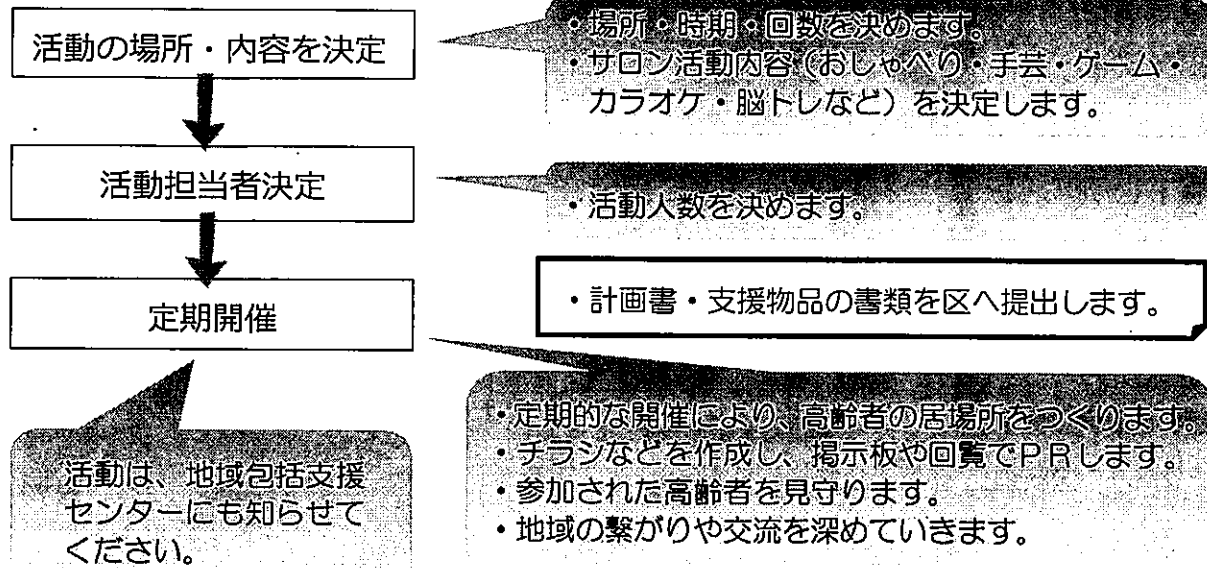 活動の場所・内容を決定
・場所・時期・回数を決めます。
・サロン活動内容（おしゃべり・手芸・ゲーム・
カラオケ・脳トレなど）を決定します。
活動担当者決定
・活動人数を決めます。
・計画書・支援物品の書類を区へ提出します。
定期開催
・定期的な開催により、高齢者の居場所をつくります。
・チラシなどを作成し、掲示板や回覧でＰＲします。
・参加された高齢者を見守ります。
・地域の繋がりや交流を深めていきます。
活動は、地域包括支援
センターにも知らせて
ください。